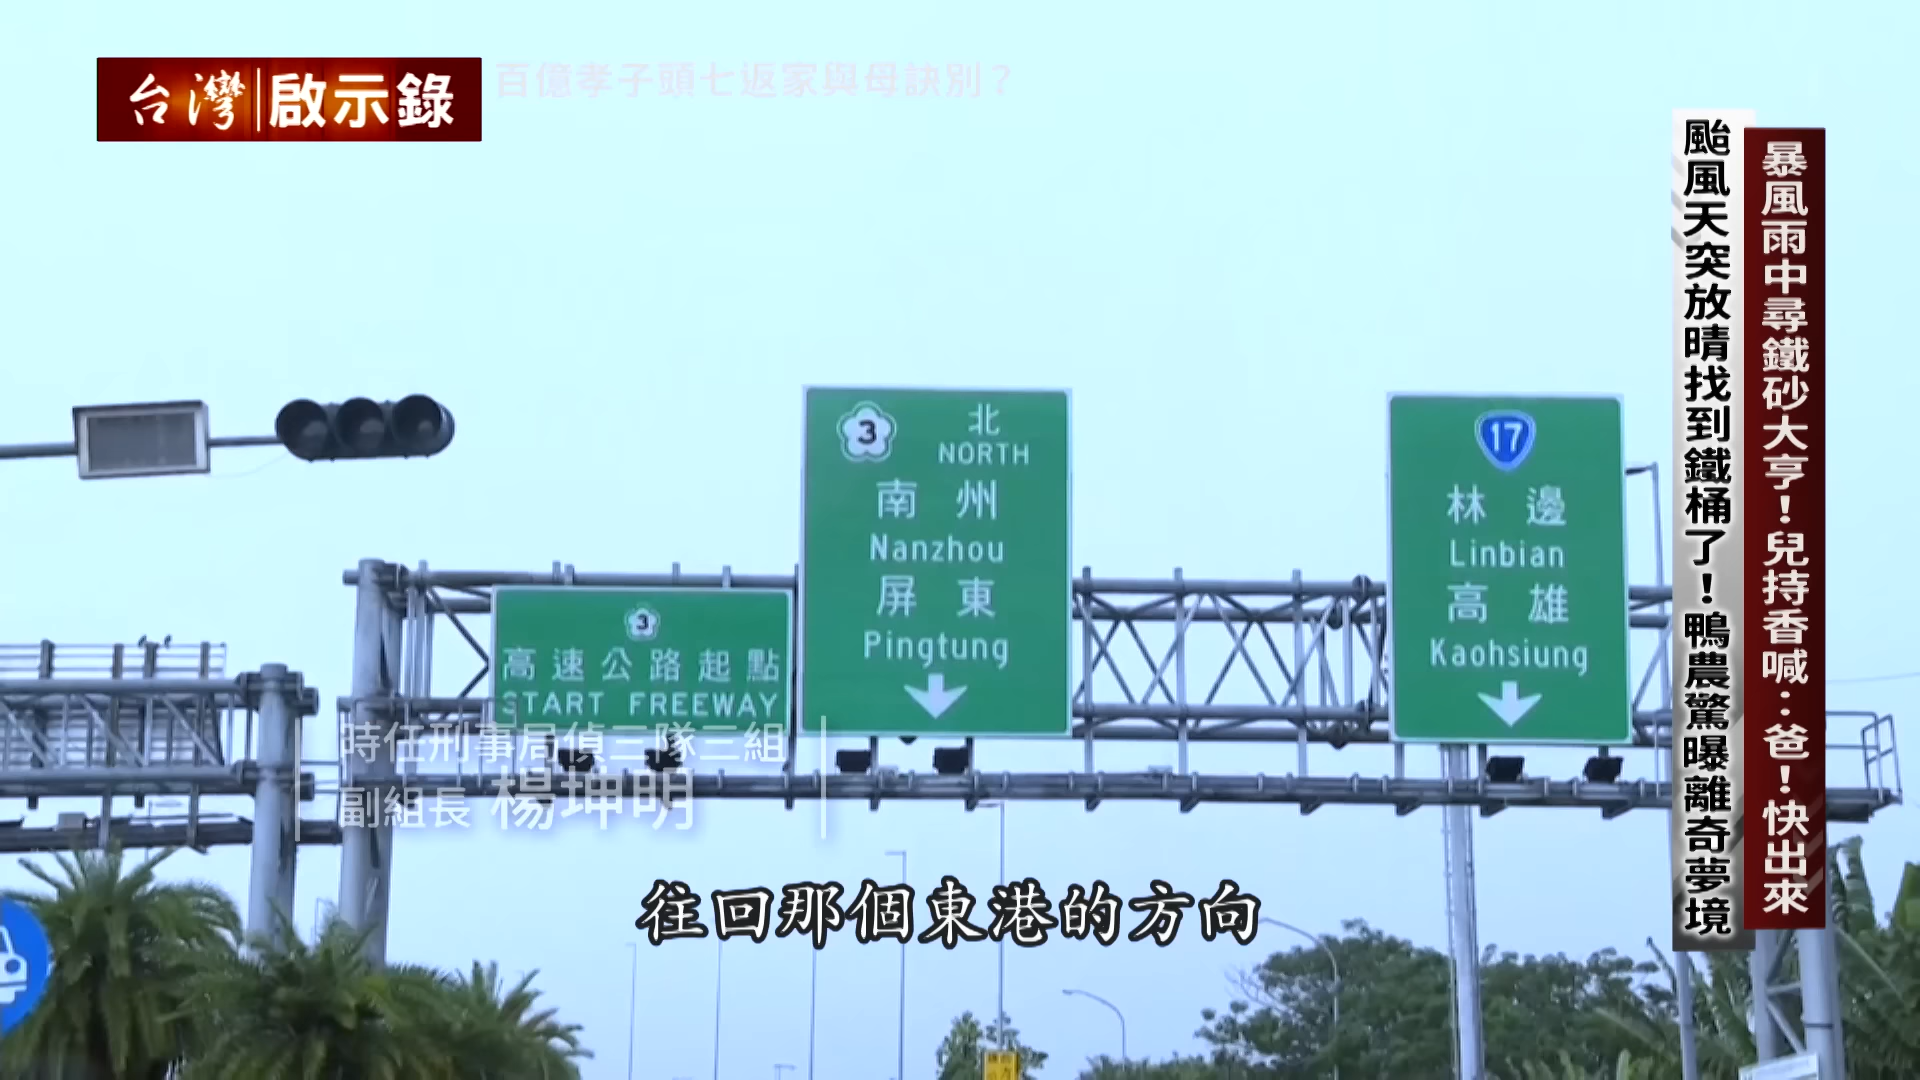 台灣啟示錄
百億孝子頭七返家與母訣別？
暴風雨中尋鐵砂大亨！兒持香喊：爸！快出來
颱風天突放晴找到鐵桶了！鴨農驚曝離奇夢境
3
北
NORTH
南州
Nanzhou
屏東
Pingtung
17
林邊
Linbian
高雄
Kaohsiung
3
高速公路起點
START FREEWAY
時任刑事局偵三隊三組
副組長 楊坤明
往回那個東港的方向